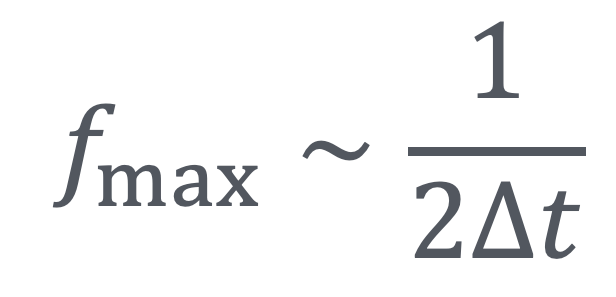 f_max ~ 1/(2Δt)